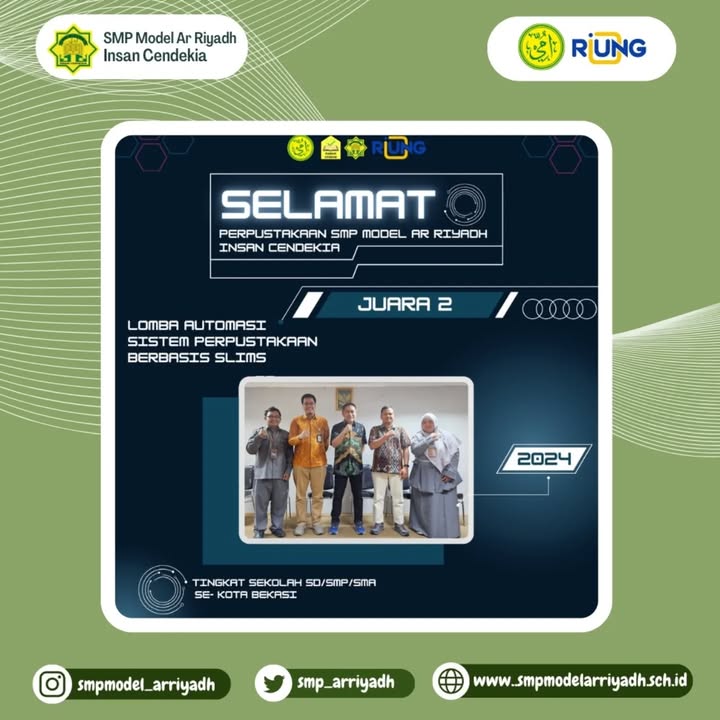 SMP Model Ar Riyadh
Insan Cendekia
RIUNG
RIUNG
SELAMAT
PERPUSTAKAAN SMP MODEL AR RIYADH
INSAN CENDEKIA
JUARA 2
LOMBA AUTOMASI
SISTEM PERPUSTAKAAN
BERBASIS SLIMS
2024
TINGKAT SEKOLAH SD/SMP/SMA
SE- KOTA BEKASI
smpmodel_arriyadh
smp_arriyadh
www.smpmodelarriyadh.sch.id